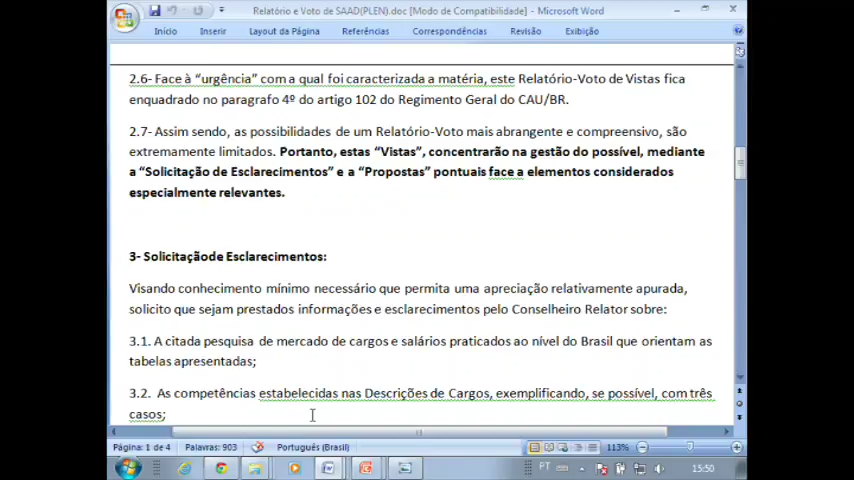 Relatório e Voto de SAAD(PLEN).doc [Modo de Compatibilidade] - Microsoft Word
Início Inserir Layout da Página Referências Correspondências Revisão Exibição
2.6- Face à “urgência” com a qual foi caracterizada a matéria, este Relatório-Voto de Vistas fica
enquadrado no paragrafo 4º do artigo 102 do Regimento Geral do CAU/BR.
2.7- Assim sendo, as possibilidades de um Relatório-Voto mais abrangente e compreensivo, são
extremamente limitados. Portanto, estas “Vistas”, concentrarão na gestão do possível, mediante
a “Solicitação de Esclarecimentos” e a “Propostas” pontuais face a elementos considerados
especialmente relevantes.
3- Solicitaçãode Esclarecimentos:
Visando conhecimento mínimo necessário que permita uma apreciação relativamente apurada,
solicito que sejam prestados informações e esclarecimentos pelo Conselheiro Relator sobre:
3.1. A citada pesquisa de mercado de cargos e salários praticados ao nível do Brasil que orientam as
tabelas apresentadas;
3.2. As competências estabelecidas nas Descrições de Cargos, exemplificando, se possível, com três
casos;
Página: 1 de 4 Palavras: 903 Português (Brasil) 113%
PT 15:50